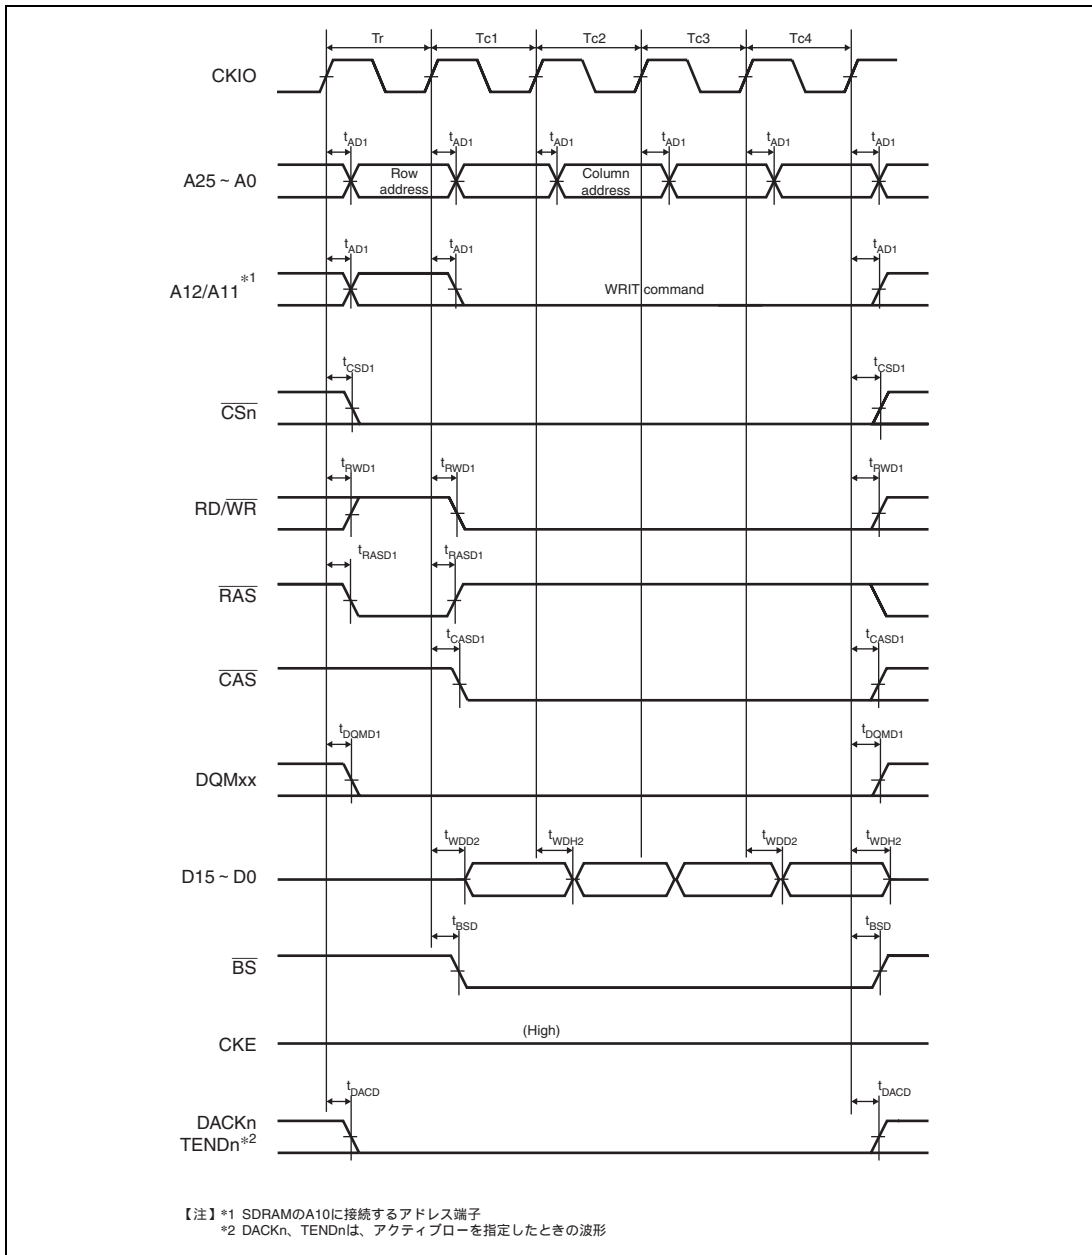 Tr Tc1 Tc2 Tc3 Tc4
CKIO
tAD1 tAD1 tAD1 tAD1 tAD1 tAD1
A25 ~ A0
Row address
Column address
tAD1 tAD1 tAD1
A12/A11*1
WRIT command
tCSD1 tCSD1
CSn
tRWD1 tRWD1 tRWD1
RD/WR
tRASD1 tRASD1
RAS
tCASD1 tCASD1
CAS
tDQMD1 tDQMD1
DQMxx
tWDD2 tWDH2 tWDD2 tWDH2
D15 ~ D0
tBSD tBSD
BS
(High)
CKE
tDACD tDACD
DACKn
TENDn*2
【注】*1 SDRAMのA10に接続するアドレス端子
*2 DACKn、TENDnは、アクティブローを指定したときの波形